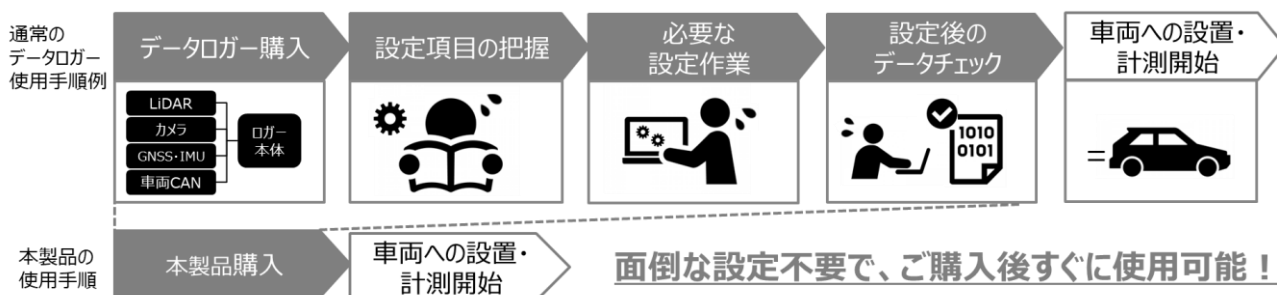 通常の
データロガー
使用手順例
データロガー購入
設定項目の把握
必要な
設定作業
設定後の
データチェック
車両への設置・
計測開始
LiDAR
カメラ
GNSS・IMU
車両CAN
ロガー
本体
1010
0101
本製品の
使用手順
本製品購入
車両への設置・
計測開始
面倒な設定不要で、ご購入後すぐに使用可能！